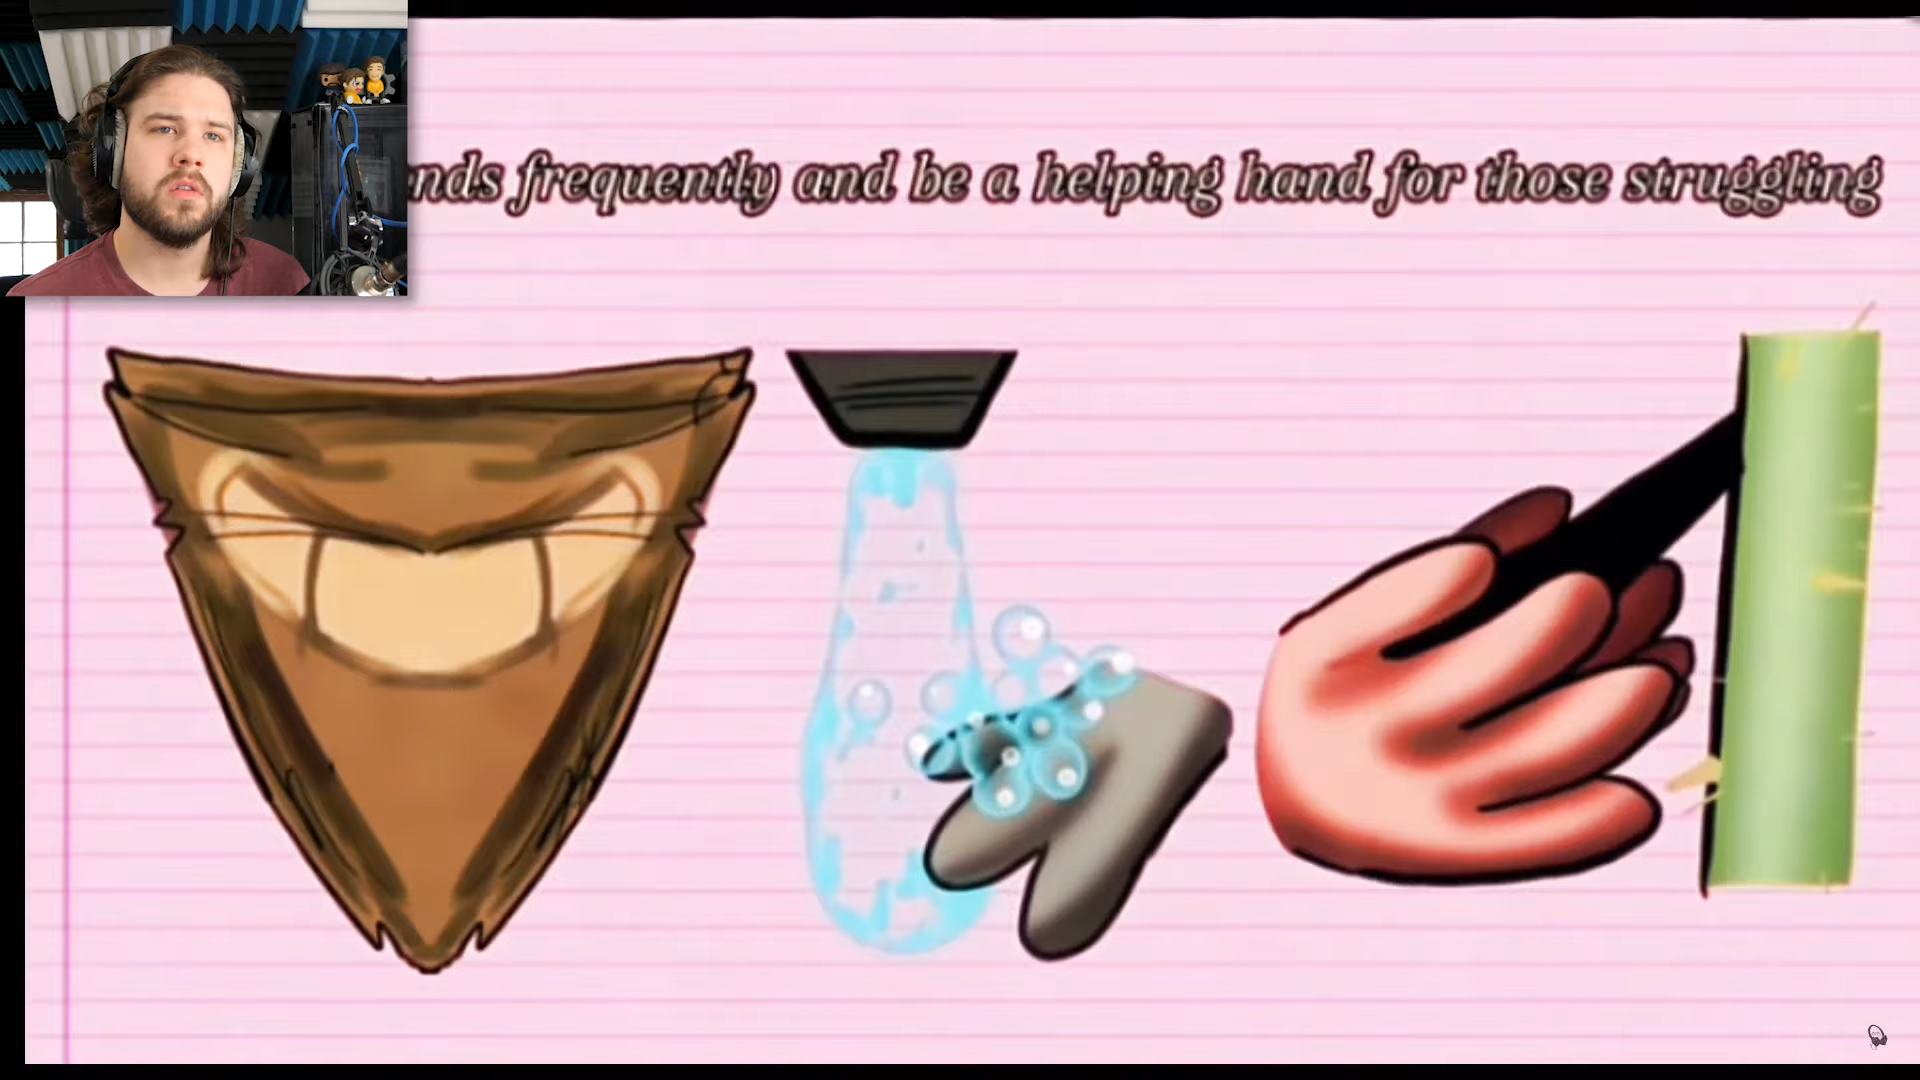 nds frequently and be a helping hand for those struggling